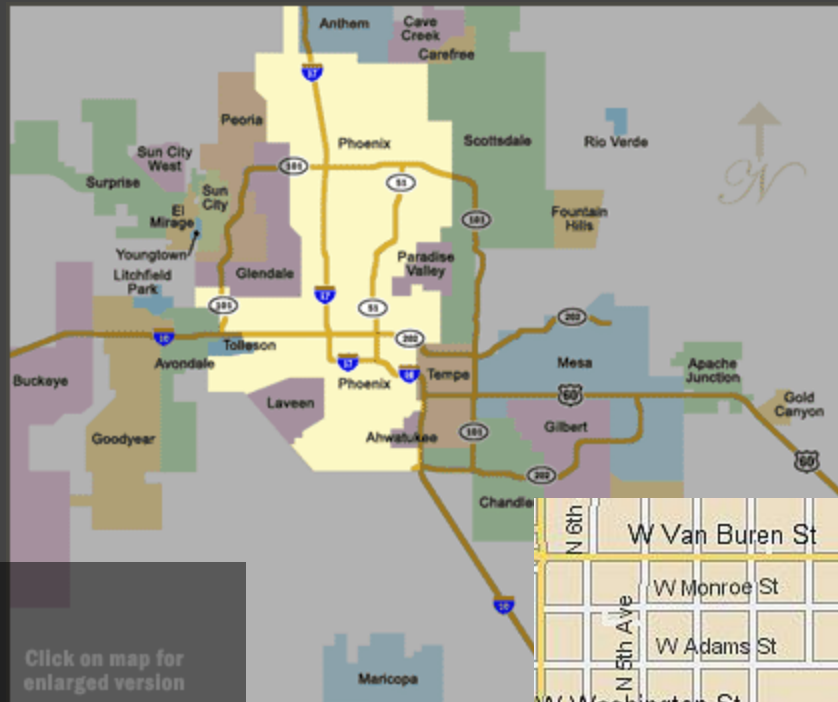 Anthem
Cave
Creek
Carefree
17
Peoria
Phoenix
Scottsdale
Rio Verde
N
Sun City
West
101
51
Surprise
Sun
City
El
Mirage
101
Fountain
Hills
Youngtown
Paradise
Valley
Litchfield
Park
Glendale
17
101
51
202
10
202
Tolleson
Avondale
17
Mesa
Apache
Junction
Buckeye
Phoenix
10
Tempe
60
Laveen
Gold
Canyon
Goodyear
Ahwatukee
101
Gilbert
60
202
Chandle
N 6th
W Van Buren St
W Monroe St
10
N 5th Ave
W Adams St
Click on map for
enlarged version
Maricopa
W Washington St